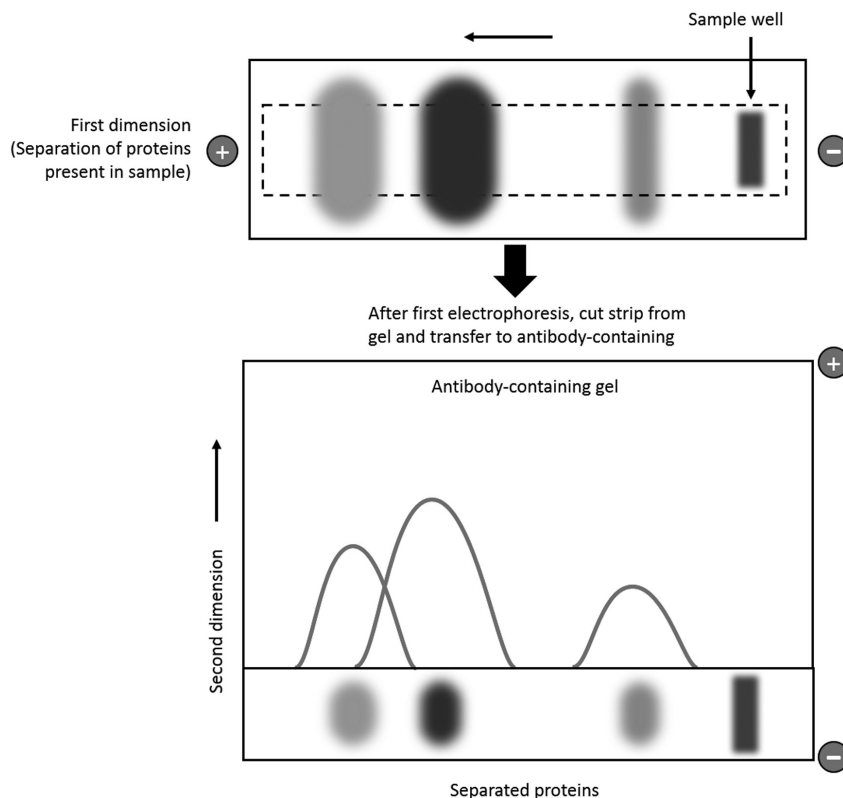 Sample well
First dimension
(Separation of proteins
present in sample)
+
−
After first electrophoresis, cut strip from
gel and transfer to antibody-containing
+
Antibody-containing gel
Second dimension
−
Separated proteins